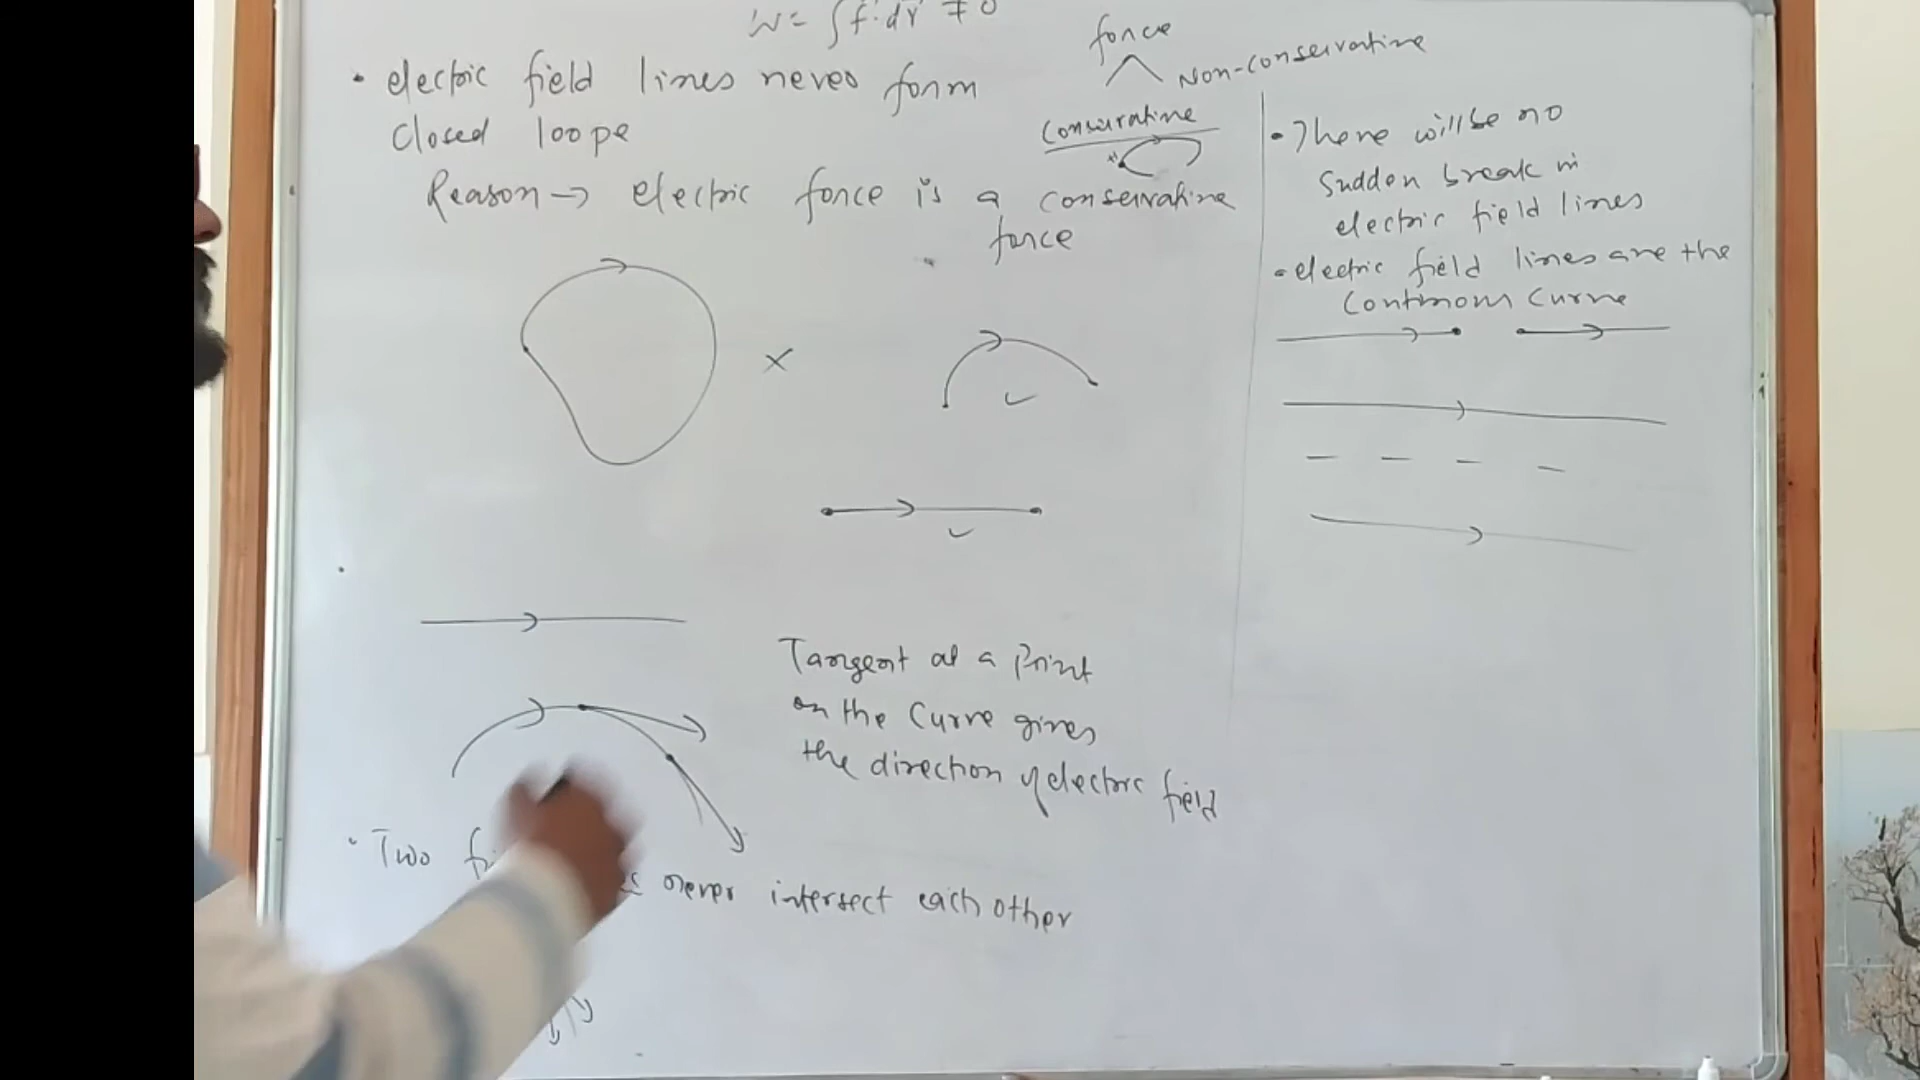 W = ∫f.dr ≠ 0
• electric field lines never form
closed loope
Reason → electric force is a conservative
force
force
Non-conservative
Conservative
• There will be no
sudden break in
electric field lines
• electric field lines are the
Continous Curve
×
Tangent at a Point
on the Curve gives
the direction of electric field
• Two
never intersect each other